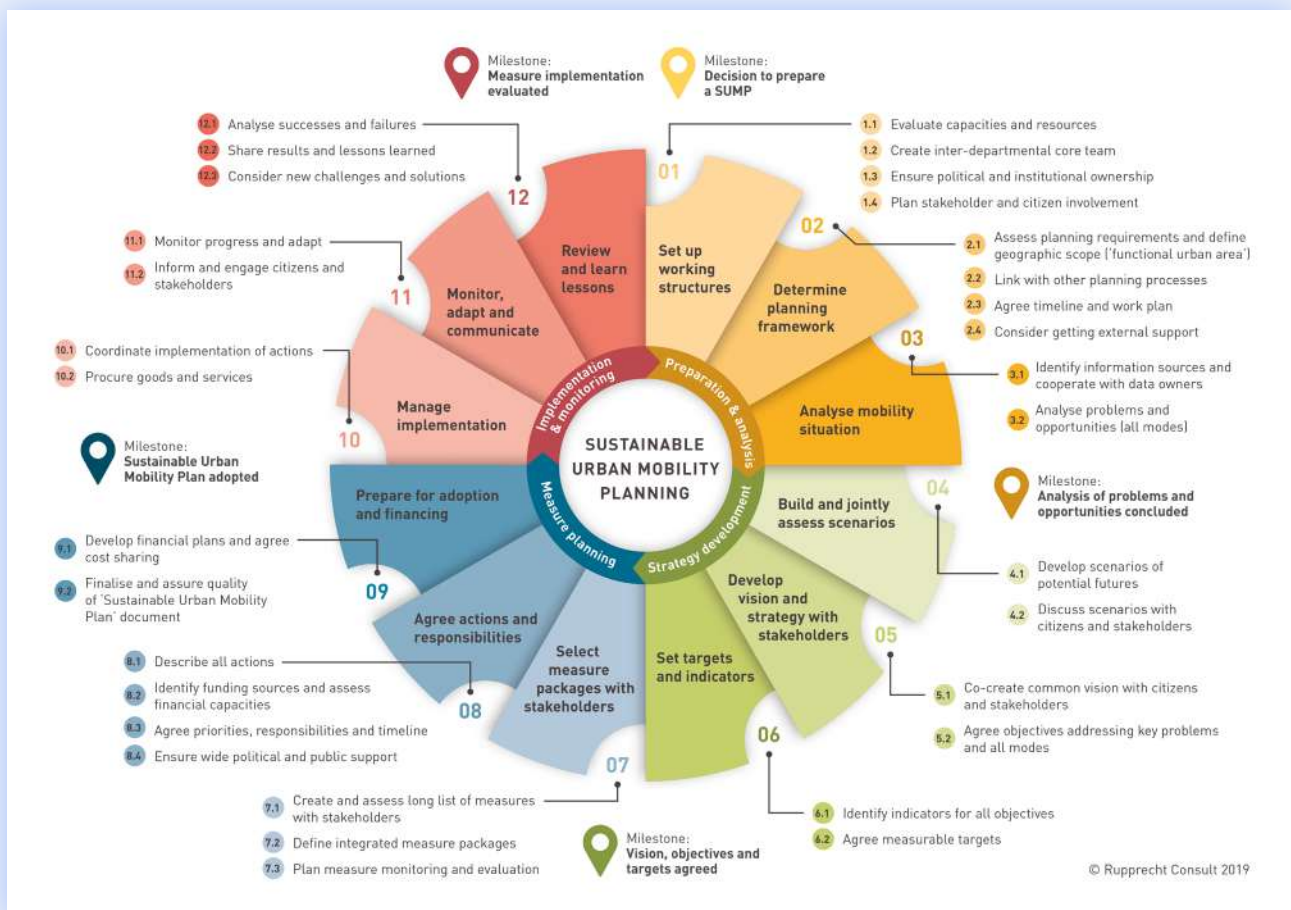 Milestone:
Measure implementation
evaluated
Milestone:
Decision to prepare
a SUMP
12.1 Analyse successes and failures
12.2 Share results and lessons learned
12.3 Consider new challenges and solutions
1.1 Evaluate capacities and resources
1.2 Create inter-departmental core team
1.3 Ensure political and institutional ownership
1.4 Plan stakeholder and citizen involvement
12
01
11.1 Monitor progress and adapt
11.2 Inform and engage citizens and
stakeholders
02
2.1 Assess planning requirements and define
geographic scope ('functional urban area')
2.2 Link with other planning processes
2.3 Agree timeline and work plan
2.4 Consider getting external support
Review
and learn
lessons
Set up
working
structures
11
Monitor,
adapt and
communicate
Determine
planning
framework
03
10.1 Coordinate implementation of actions
10.2 Procure goods and services
3.1 Identify information sources and
cooperate with data owners
3.2 Analyse problems and
opportunities (all modes)
Implementation
& monitoring
Preparation & analysis
Manage
implementation
Analyse mobility
situation
10
SUSTAINABLE
URBAN MOBILITY
PLANNING
Milestone:
Sustainable Urban
Mobility Plan adopted
Milestone:
Analysis of problems and
opportunities concluded
Measure planning
Strategy development
Prepare for adoption
and financing
04
Build and jointly
assess scenarios
9.1 Develop financial plans and agree
cost sharing
9.2 Finalise and assure quality
of 'Sustainable Urban Mobility
Plan' document
09
4.1 Develop scenarios of
potential futures
4.2 Discuss scenarios with
citizens and stakeholders
Agree actions and
responsibilities
Develop
vision and
strategy with
stakeholders
05
Select
measure
packages with
stakeholders
Set targets
and indicators
8.1 Describe all actions
8.2 Identify funding sources and assess
financial capacities
8.3 Agree priorities, responsibilities and timeline
8.4 Ensure wide political and public support
08
5.1 Co-create common vision with citizens
and stakeholders
5.2 Agree objectives addressing key problems
and all modes
07
06
7.1 Create and assess long list of measures
with stakeholders
7.2 Define integrated measure packages
7.3 Plan measure monitoring and evaluation
6.1 Identify indicators for all objectives
6.2 Agree measurable targets
Milestone:
Vision, objectives and
targets agreed
© Rupprecht Consult 2019